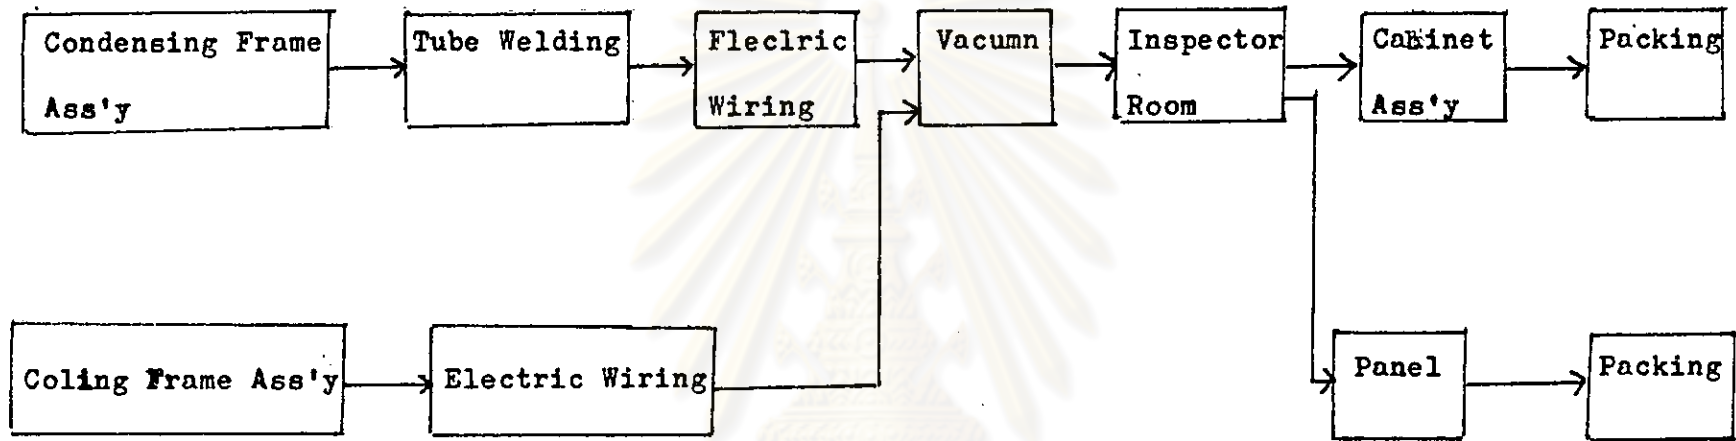 Condensing Frame
Ass'y
Tube Welding
Fleclric
Wiring
Vacumn
Inspector
Room
Cabinet
Ass'y
Packing
Coling Frame Ass'y
Electric Wiring
Panel
Packing